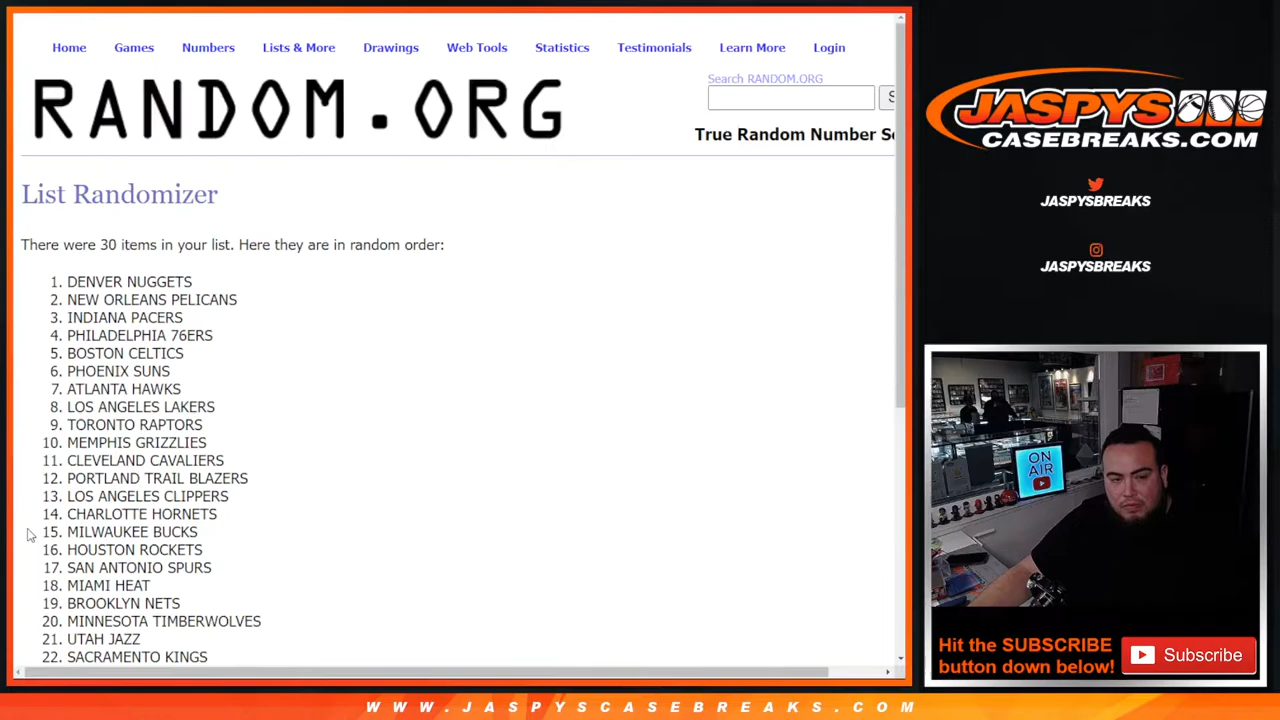 Home Games Numbers Lists & More Drawings Web Tools Statistics Testimonials Learn More Login
RANDOM.ORG
Search RANDOM.ORG
S
True Random Number Se
List Randomizer
There were 30 items in your list. Here they are in random order:
1. DENVER NUGGETS
2. NEW ORLEANS PELICANS
3. INDIANA PACERS
4. PHILADELPHIA 76ERS
5. BOSTON CELTICS
6. PHOENIX SUNS
7. ATLANTA HAWKS
8. LOS ANGELES LAKERS
9. TORONTO RAPTORS
10. MEMPHIS GRIZZLIES
11. CLEVELAND CAVALIERS
12. PORTLAND TRAIL BLAZERS
13. LOS ANGELES CLIPPERS
14. CHARLOTTE HORNETS
15. MILWAUKEE BUCKS
16. HOUSTON ROCKETS
17. SAN ANTONIO SPURS
18. MIAMI HEAT
19. BROOKLYN NETS
20. MINNESOTA TIMBERWOLVES
21. UTAH JAZZ
22. SACRAMENTO KINGS
JASPYS
CASEBREAKS.COM
JASPYSBREAKS
JASPYSBREAKS
ON
AIR
Hit the SUBSCRIBE
button down below!
Subscribe
WWW.JASPYSCASEBREAKS.COM